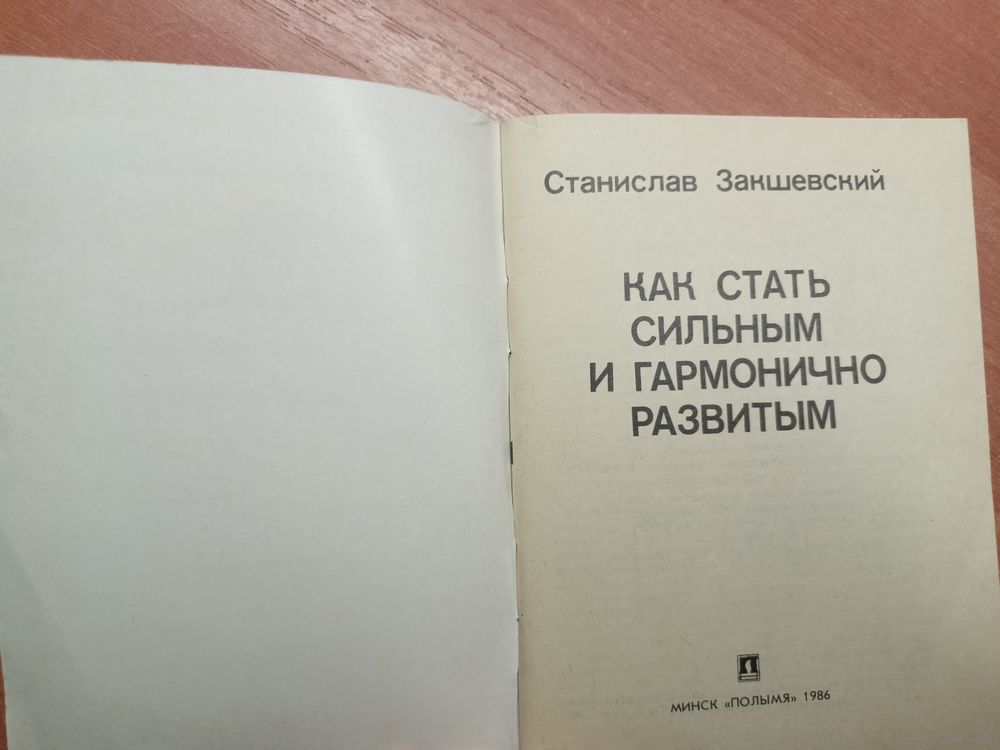 Станислав Закшевский
КАК СТАТЬ
СИЛЬНЫМ
И ГАРМОНИЧНО
РАЗВИТЫМ
МИНСК «ПОЛЫМЯ» 1986